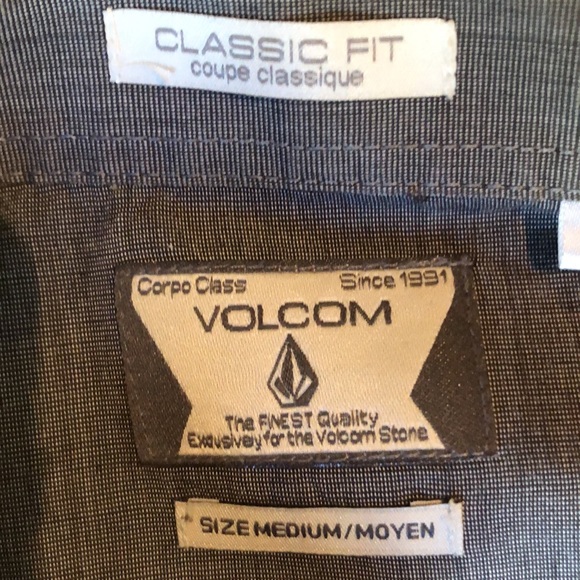 CLASSIC FIT
coupe classique
Corpo Class Since 1991
VOLCOM
The FINEST Quality
Exclusively for the Volcom Stone
SIZE MEDIUM/MOYEN